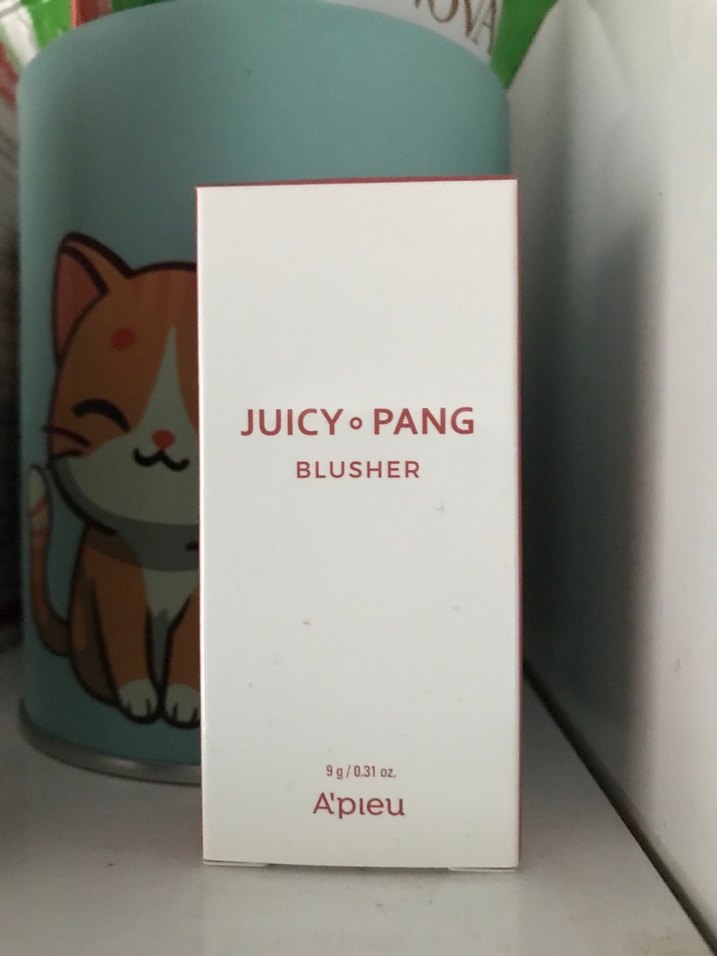 JUICY∘PANG
BLUSHER
9 g / 0.31 oz.
A'pieu